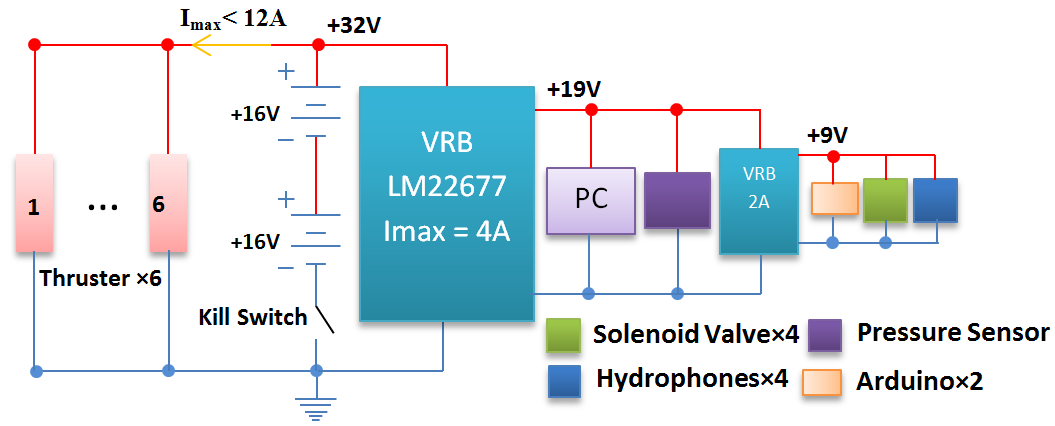 I_max < 12A
+32V
+
+16V
−
+
+16V
−
Kill Switch
1 ... 6
Thruster ×6
VRB
LM22677
Imax = 4A
+19V
PC
VRB
2A
+9V
Solenoid Valve×4
Pressure Sensor
Hydrophones×4
Arduino×2